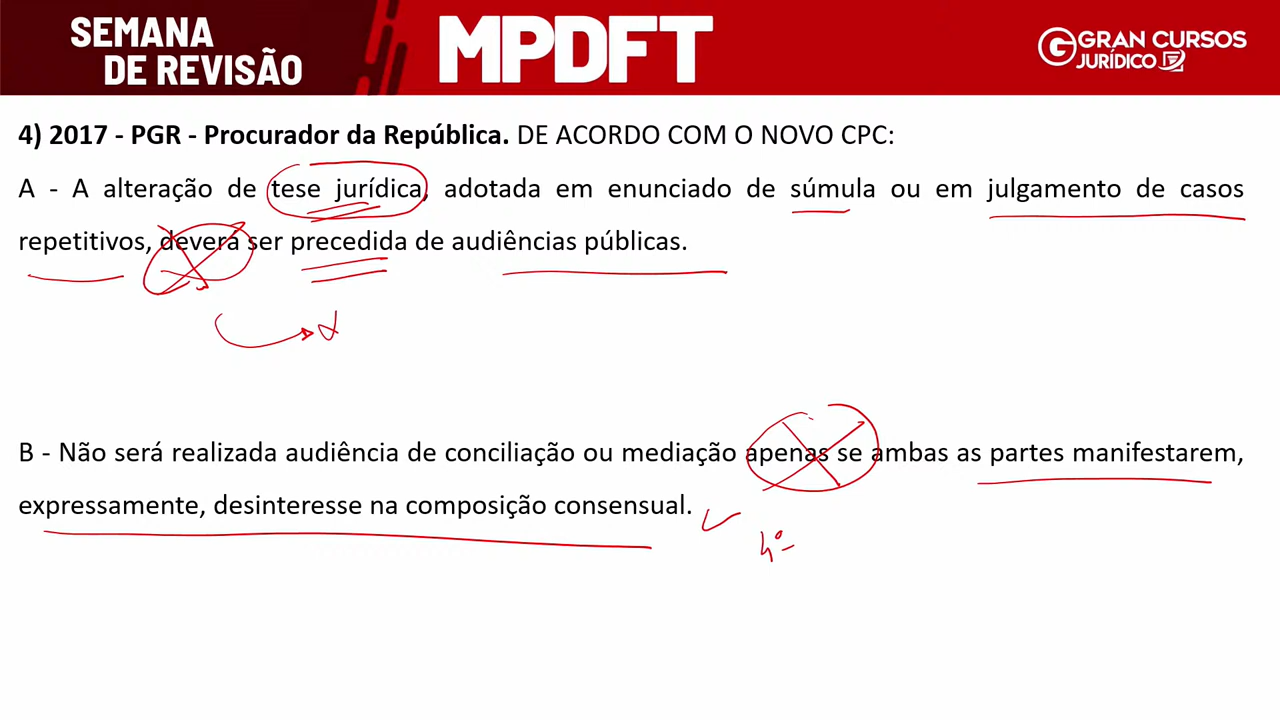 SEMANA
DE REVISÃO
MPDFT
GRAN CURSOS
JURÍDICO
4) 2017 - PGR - Procurador da República. DE ACORDO COM O NOVO CPC:
A - A alteração de tese jurídica, adotada em enunciado de súmula ou em julgamento de casos
repetitivos, deverá ser precedida de audiências públicas.
B - Não será realizada audiência de conciliação ou mediação apenas se ambas as partes manifestarem,
expressamente, desinteresse na composição consensual.